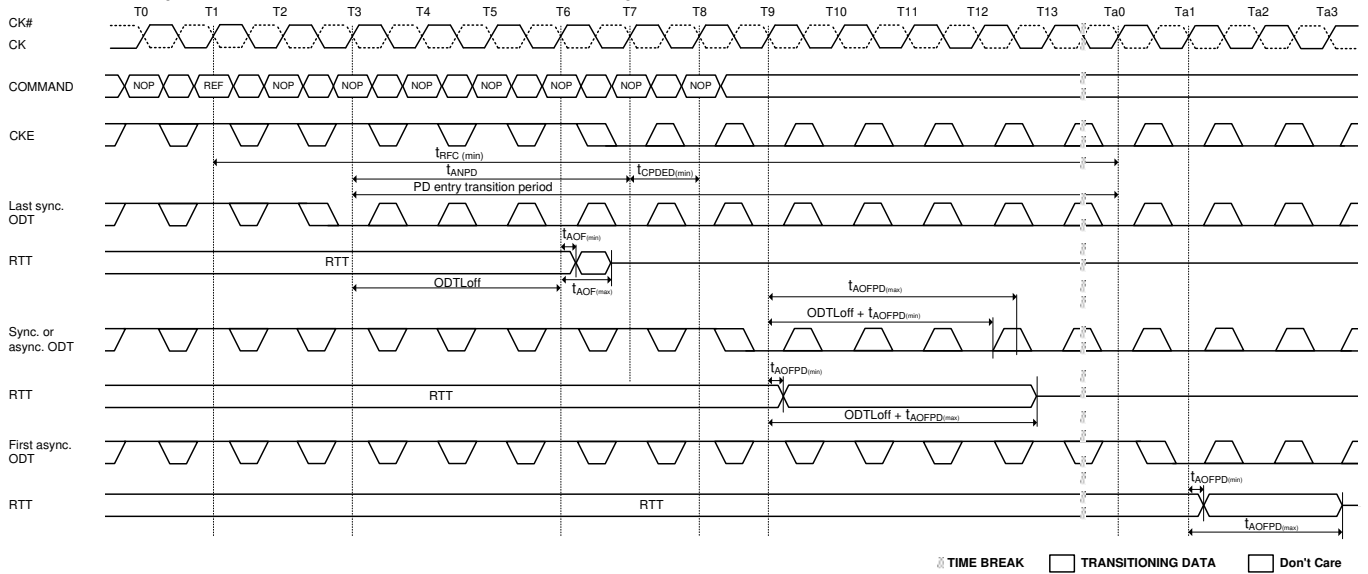 T0 T1 T2 T3 T4 T5 T6 T7 T8 T9 T10 T11 T12 T13 Ta0 Ta1 Ta2 Ta3
CK#
CK
COMMAND NOP REF NOP NOP NOP NOP NOP NOP NOP
CKE
tRFC (min)
tANPD tCPDED(min)
PD entry transition period
Last sync.
ODT
tAOF(min)
RTT RTT
ODTLoff tAOF(max)
tAOFPD(max)
ODTLoff + tAOFPD(min)
Sync. or
async. ODT
tAOFPD(min)
RTT RTT
ODTLoff + tAOFPD(max)
First async.
ODT
tAOFPD(min)
RTT RTT
tAOFPD(max)
TIME BREAK TRANSITIONING DATA Don't Care